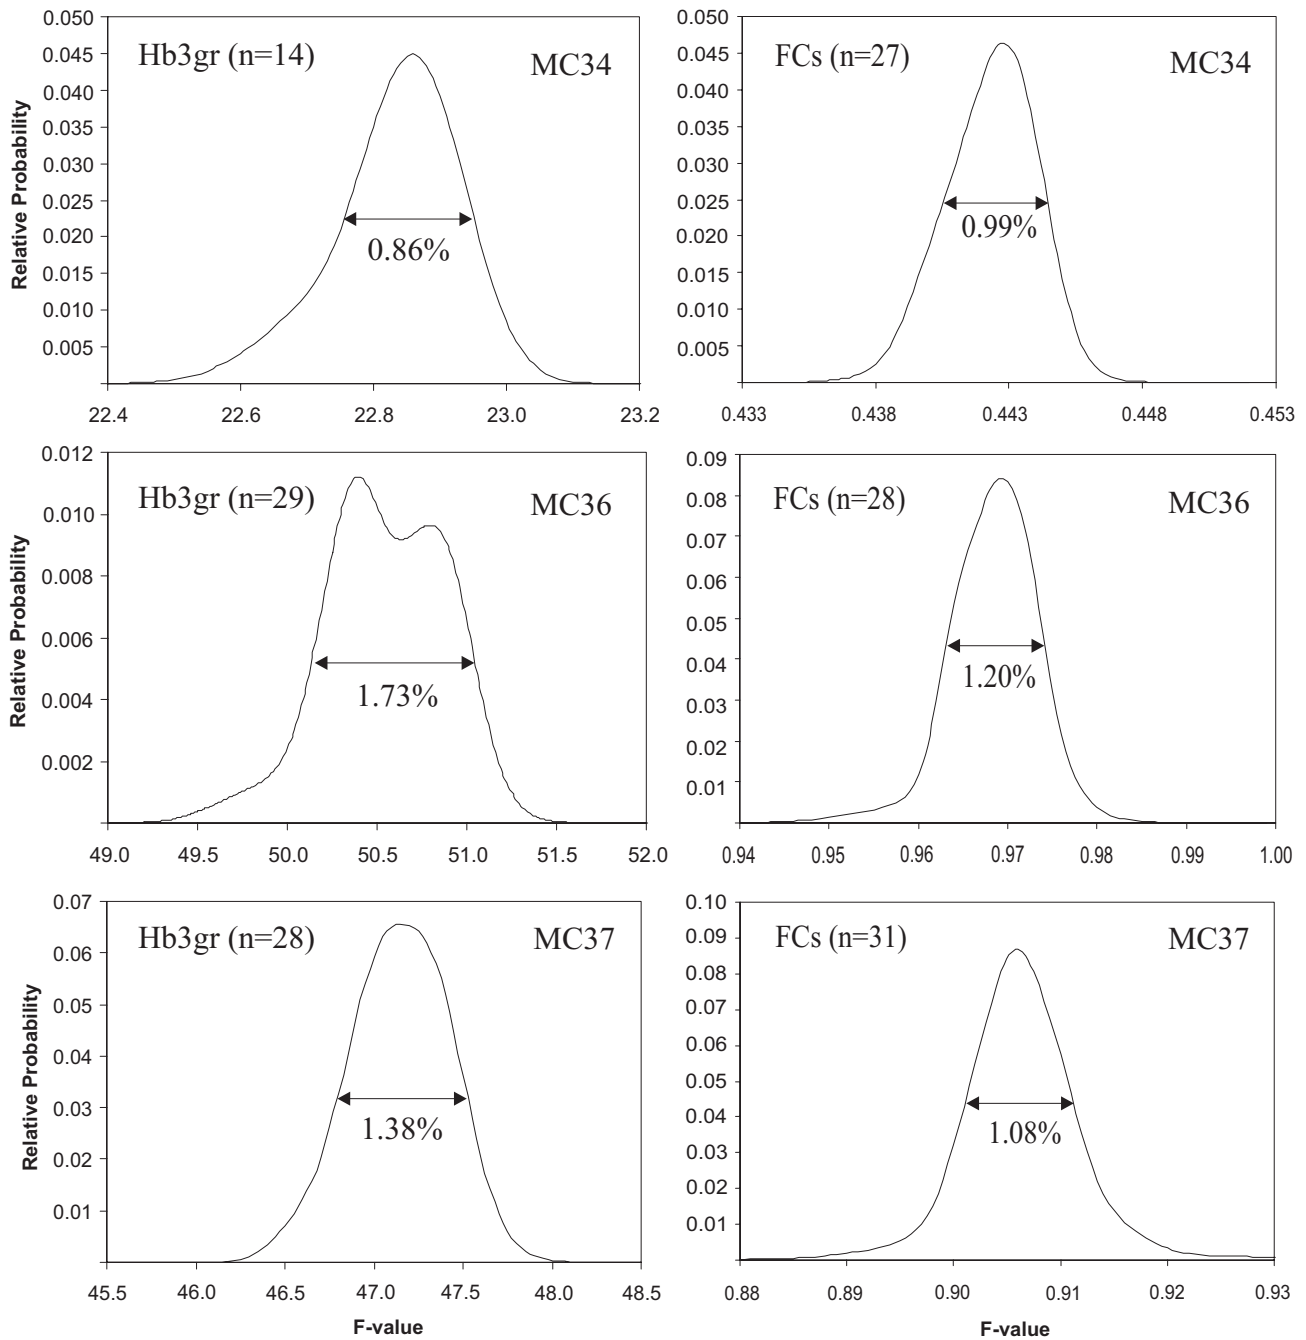 0.050
0.045
0.040
0.035
0.030
0.025
0.020
0.015
0.010
0.005
Relative Probability
Hb3gr (n=14)
MC34
0.86%
22.4 22.6 22.8 23.0 23.2
0.050
0.045
0.040
0.035
0.030
0.025
0.020
0.015
0.010
0.005
FCs (n=27)
MC34
0.99%
0.433 0.438 0.443 0.448 0.453
0.012
0.010
0.008
0.006
0.004
0.002
Relative Probability
Hb3gr (n=29)
MC36
1.73%
49.0 49.5 50.0 50.5 51.0 51.5 52.0
0.09
0.08
0.07
0.06
0.05
0.04
0.03
0.02
0.01
FCs (n=28)
MC36
1.20%
0.94 0.95 0.96 0.97 0.98 0.99 1.00
0.07
0.06
0.05
0.04
0.03
0.02
0.01
Relative Probability
Hb3gr (n=28)
MC37
1.38%
45.5 46.0 46.5 47.0 47.5 48.0 48.5
F-value
0.10
0.09
0.08
0.07
0.06
0.05
0.04
0.03
0.02
0.01
FCs (n=31)
MC37
1.08%
0.88 0.89 0.90 0.91 0.92 0.93
F-value